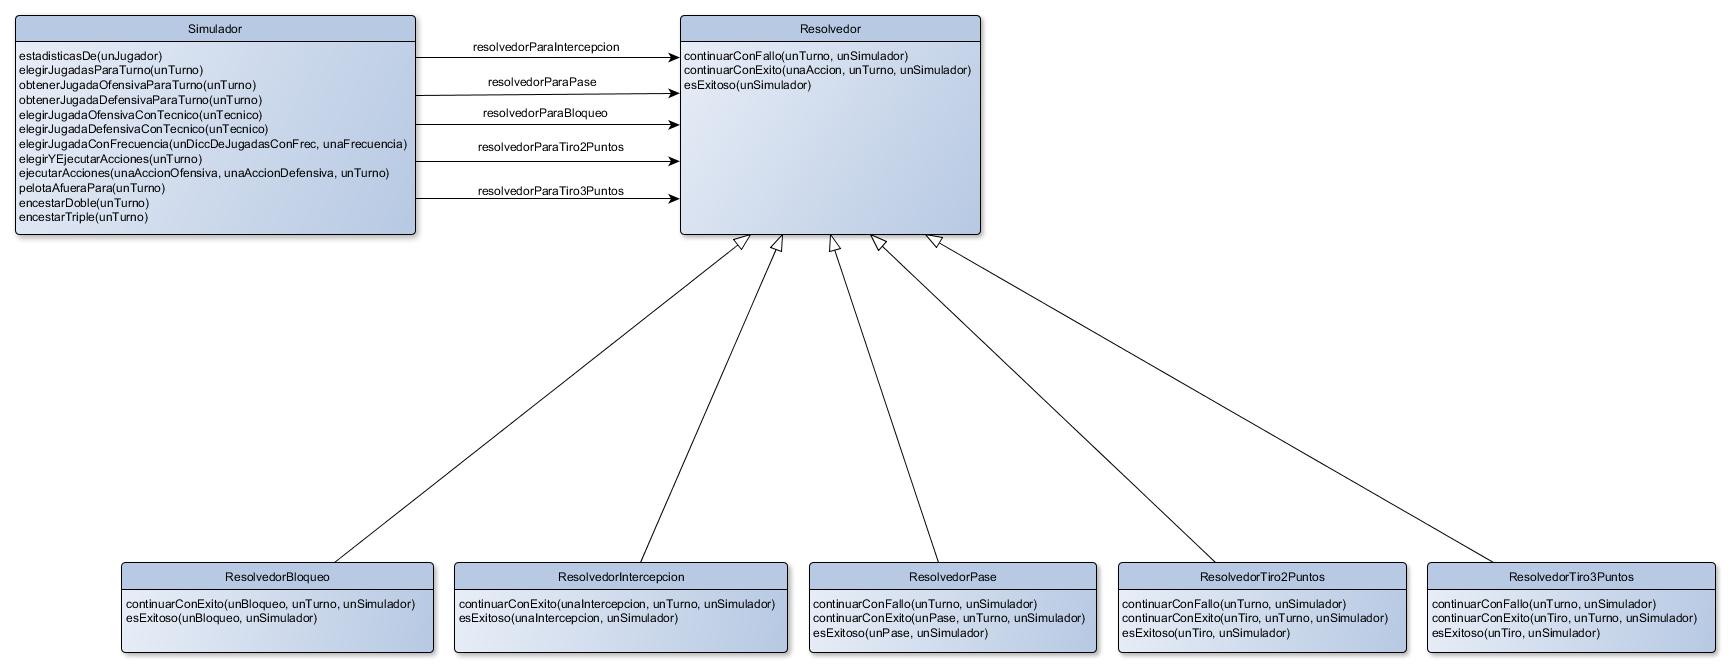 Simulador
estadisticasDe(unJugador)
elegirJugadasParaTurno(unTurno)
obtenerJugadaOfensivaParaTurno(unTurno)
obtenerJugadaDefensivaParaTurno(unTurno)
elegirJugadaOfensivaConTecnico(unTecnico)
elegirJugadaDefensivaConTecnico(unTecnico)
elegirJugadaConFrecuencia(unDiccDeJugadasConFrec, unaFrecuencia)
elegirYEjecutarAcciones(unTurno)
ejecutarAcciones(unaAccionOfensiva, unaAccionDefensiva, unTurno)
pelotaAfueraPara(unTurno)
encestarDoble(unTurno)
encestarTriple(unTurno)
resolvedorParaIntercepcion
resolvedorParaPase
resolvedorParaBloqueo
resolvedorParaTiro2Puntos
resolvedorParaTiro3Puntos
Resolvedor
continuarConFallo(unTurno, unSimulador)
continuarConExito(unaAccion, unTurno, unSimulador)
esExitoso(unSimulador)
ResolvedorBloqueo
continuarConExito(unBloqueo, unTurno, unSimulador)
esExitoso(unBloqueo, unSimulador)
ResolvedorIntercepcion
continuarConExito(unaIntercepcion, unTurno, unSimulador)
esExitoso(unaIntercepcion, unSimulador)
ResolvedorPase
continuarConFallo(unTurno, unSimulador)
continuarConExito(unPase, unTurno, unSimulador)
esExitoso(unPase, unSimulador)
ResolvedorTiro2Puntos
continuarConFallo(unTurno, unSimulador)
continuarConExito(unTiro, unTurno, unSimulador)
esExitoso(unTiro, unSimulador)
ResolvedorTiro3Puntos
continuarConFallo(unTurno, unSimulador)
continuarConExito(unTiro, unTurno, unSimulador)
esExitoso(unTiro, unSimulador)